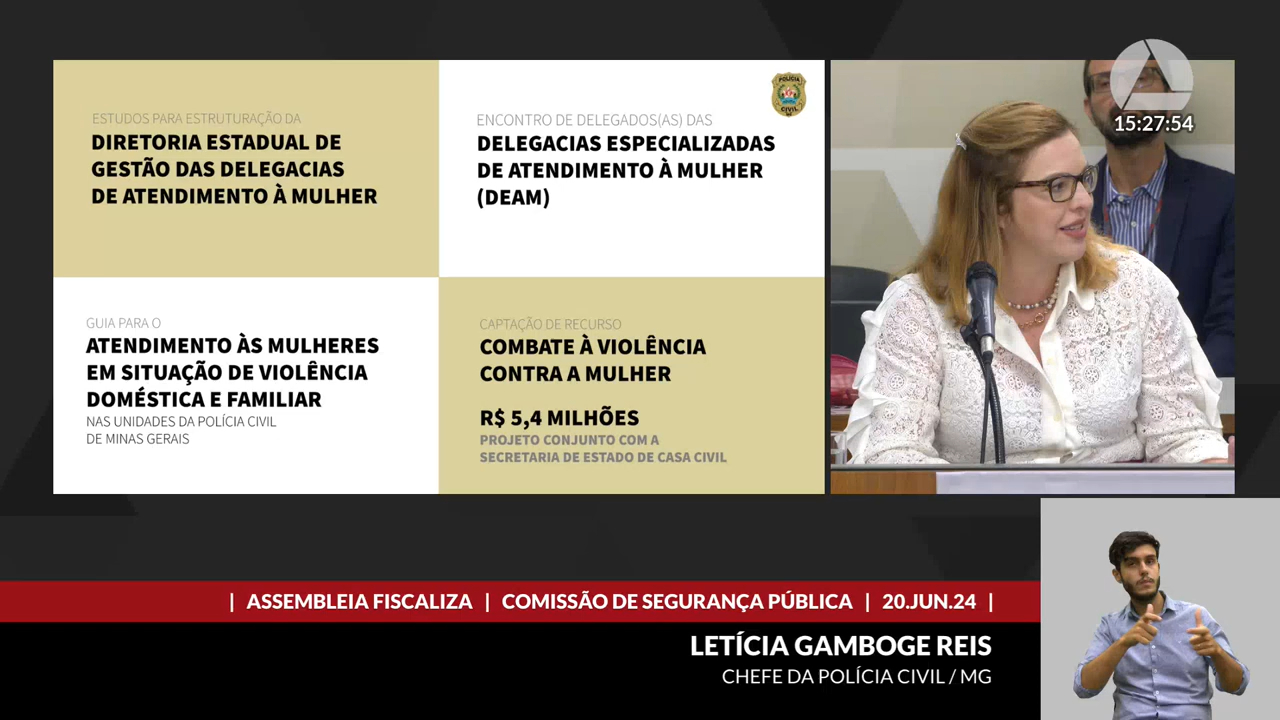 ESTUDOS PARA ESTRUTURAÇÃO DA
DIRETORIA ESTADUAL DE
GESTÃO DAS DELEGACIAS
DE ATENDIMENTO À MULHER
ENCONTRO DE DELEGADOS(AS) DAS
DELEGACIAS ESPECIALIZADAS
DE ATENDIMENTO À MULHER
(DEAM)
POLÍCIA
CIVIL
GUIA PARA O
ATENDIMENTO ÀS MULHERES
EM SITUAÇÃO DE VIOLÊNCIA
DOMÉSTICA E FAMILIAR
NAS UNIDADES DA POLÍCIA CIVIL
DE MINAS GERAIS
CAPTAÇÃO DE RECURSO
COMBATE À VIOLÊNCIA
CONTRA A MULHER
R$ 5,4 MILHÕES
PROJETO CONJUNTO COM A
SECRETARIA DE ESTADO DE CASA CIVIL
15:27:54
| ASSEMBLEIA FISCALIZA | COMISSÃO DE SEGURANÇA PÚBLICA | 20.JUN.24 |
LETÍCIA GAMBOGE REIS
CHEFE DA POLÍCIA CIVIL / MG